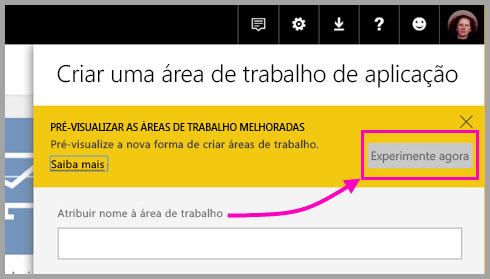 Criar uma área de trabalho de aplicação
PRÉ-VISUALIZAR AS ÁREAS DE TRABALHO MELHORADAS
Pré-visualize a nova forma de criar áreas de trabalho.
Saiba mais
Experimente agora
Atribuir nome à área de trabalho